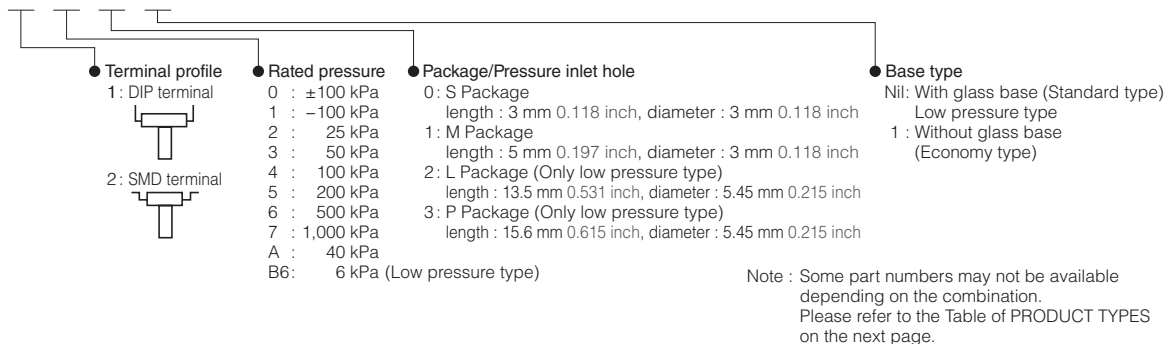 ● Terminal profile
1 : DIP terminal
2 : SMD terminal
● Rated pressure
0 : ±100 kPa
1 : –100 kPa
2 : 25 kPa
3 : 50 kPa
4 : 100 kPa
5 : 200 kPa
6 : 500 kPa
7 : 1,000 kPa
A : 40 kPa
B6: 6 kPa (Low pressure type)
● Package/Pressure inlet hole
0: S Package
length : 3 mm 0.118 inch, diameter : 3 mm 0.118 inch
1: M Package
length : 5 mm 0.197 inch, diameter : 3 mm 0.118 inch
2: L Package (Only low pressure type)
length : 13.5 mm 0.531 inch, diameter : 5.45 mm 0.215 inch
3: P Package (Only low pressure type)
length : 15.6 mm 0.615 inch, diameter : 5.45 mm 0.215 inch
● Base type
Nil: With glass base (Standard type)
Low pressure type
1 : Without glass base
(Economy type)
Note : Some part numbers may not be available
depending on the combination.
Please refer to the Table of PRODUCT TYPES
on the next page.